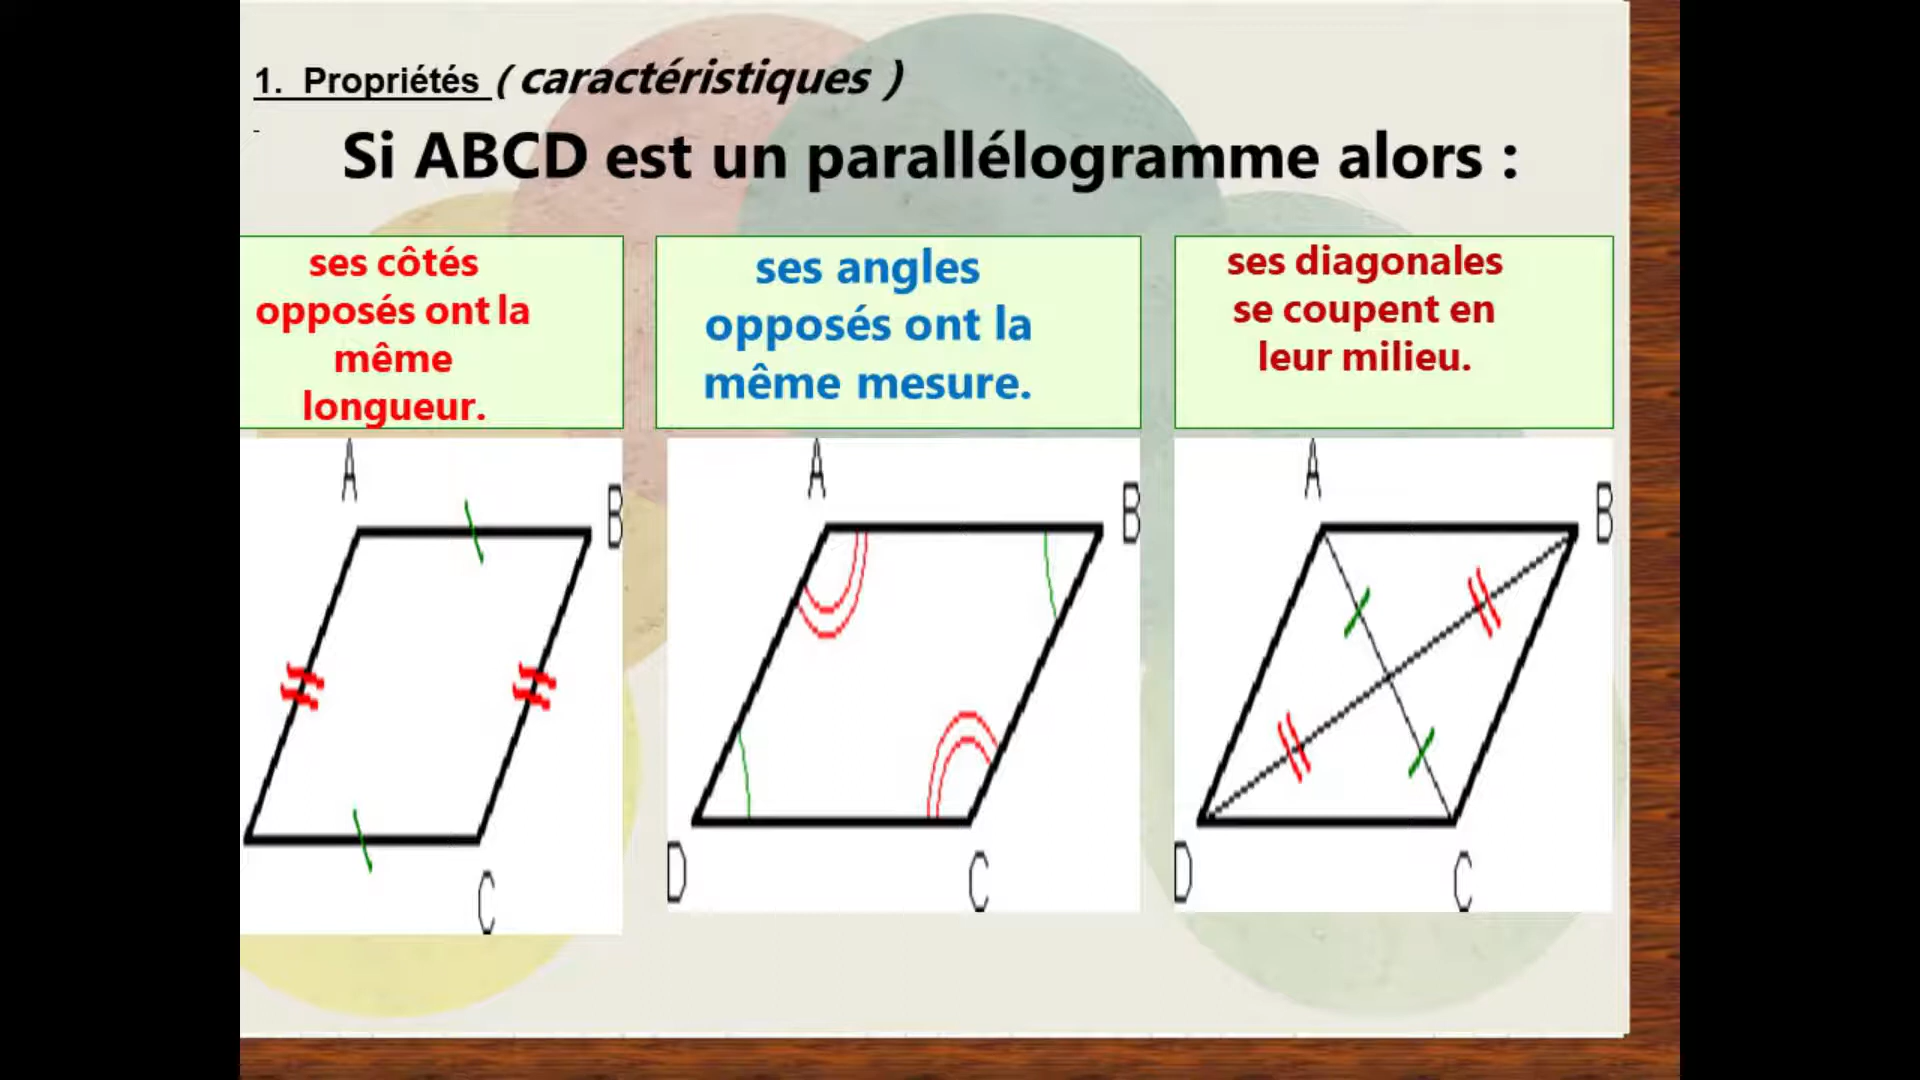 1. Propriétés ( caractéristiques )
Si ABCD est un parallélogramme alors :
ses côtés
opposés ont la
même
longueur.
ses angles
opposés ont la
même mesure.
ses diagonales
se coupent en
leur milieu.
A
B
C
A
B
D
C
A
B
D
C